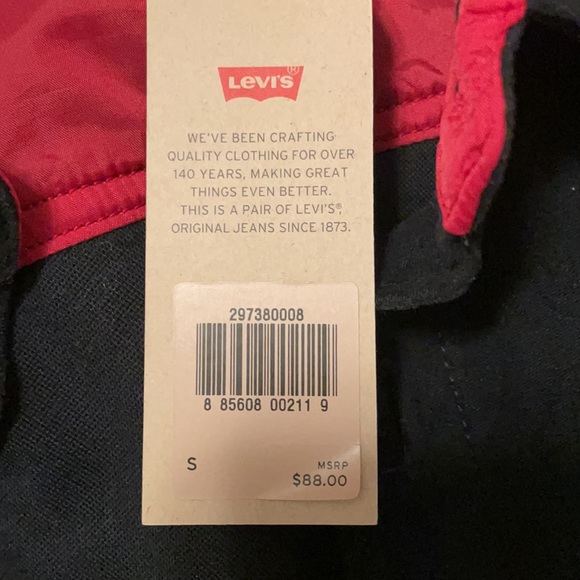 Levi's®
WE'VE BEEN CRAFTING
QUALITY CLOTHING FOR OVER
140 YEARS, MAKING GREAT
THINGS EVEN BETTER.
THIS IS A PAIR OF LEVI'S®,
ORIGINAL JEANS SINCE 1873.
297380008
8 85608 00211 9
S
MSRP
$88.00